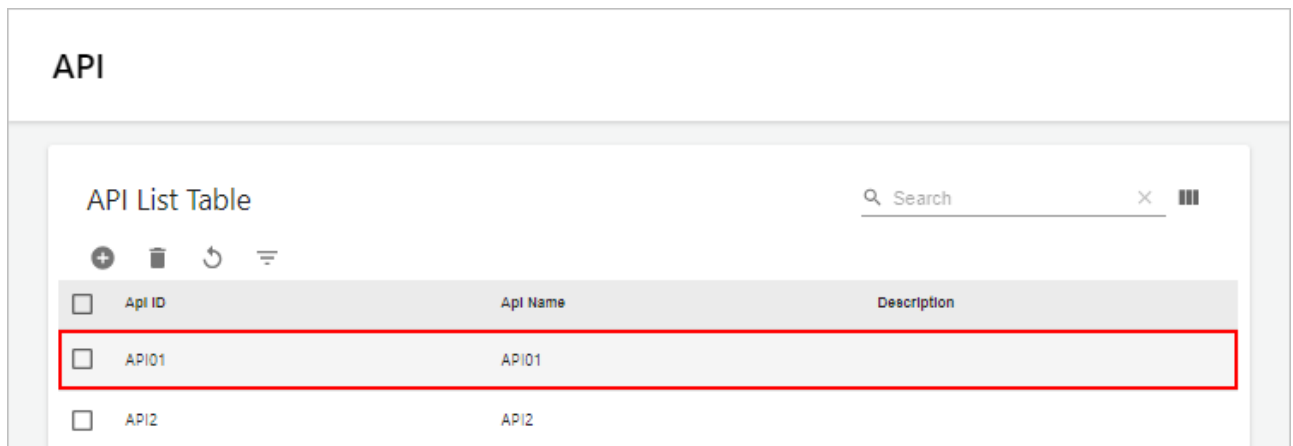 API
API List Table
Search
Api ID Api Name Description
API01 API01
API2 API2